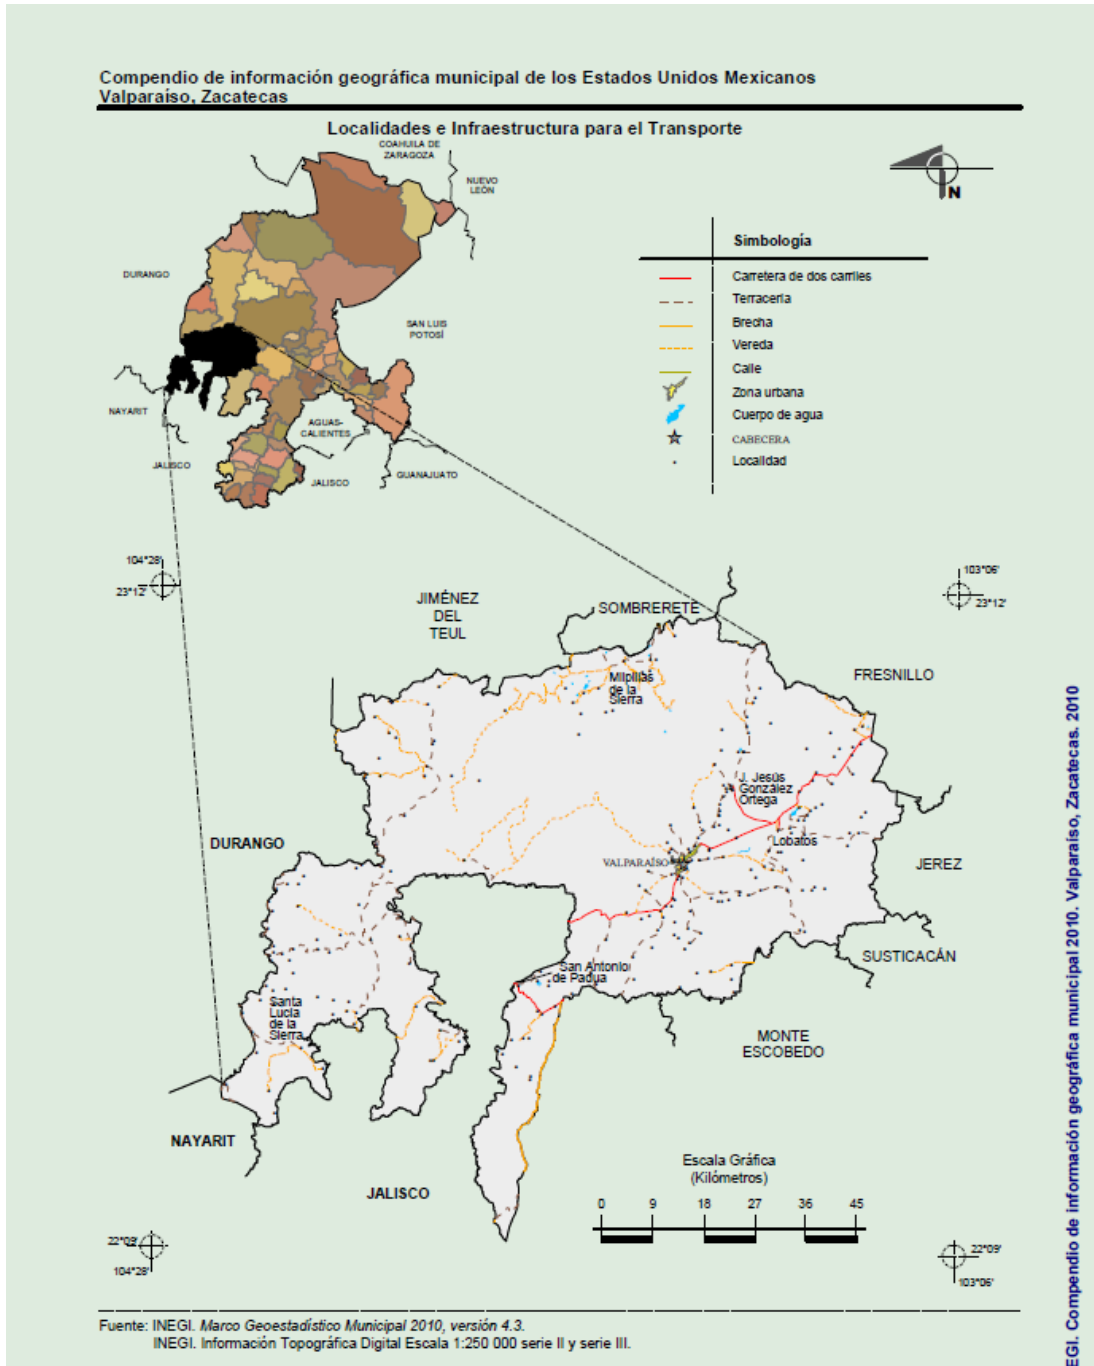 Compendio de información geográfica municipal de los Estados Unidos Mexicanos
Valparaíso, Zacatecas
Localidades e Infraestructura para el Transporte
COAHUILA DE
ZARAGOZA
NUEVO
LEÓN
N
DURANGO
SAN LUIS
POTOSÍ
NAYARIT
AGUAS-
CALIENTES
JALISCO
JALISCO
GUANAJUATO
Simbología
Carretera de dos carriles
Terracería
Brecha
Vereda
Calle
Zona urbana
Cuerpo de agua
CABECERA
Localidad
104°28'
23°12'
103°06'
23°12'
JIMÉNEZ
DEL
TEUL
SOMBRERETE
FRESNILLO
Milpillas
de la
Sierra
J. Jesús
González
Ortega
DURANGO
VALPARAÍSO
Lobatos
JEREZ
SUSTICACÁN
San Antonio
de Padua
Santa
Lucía
de la
Sierra
MONTE
ESCOBEDO
NAYARIT
JALISCO
Escala Gráfica
(Kilómetros)
0 9 18 27 36 45
22°09'
104°28'
22°09'
103°06'
Fuente: INEGI. Marco Geoestadístico Municipal 2010, versión 4.3.
INEGI. Información Topográfica Digital Escala 1:250 000 serie II y serie III.
EGI. Compendio de información geográfica municipal 2010. Valparaíso, Zacatecas. 2010